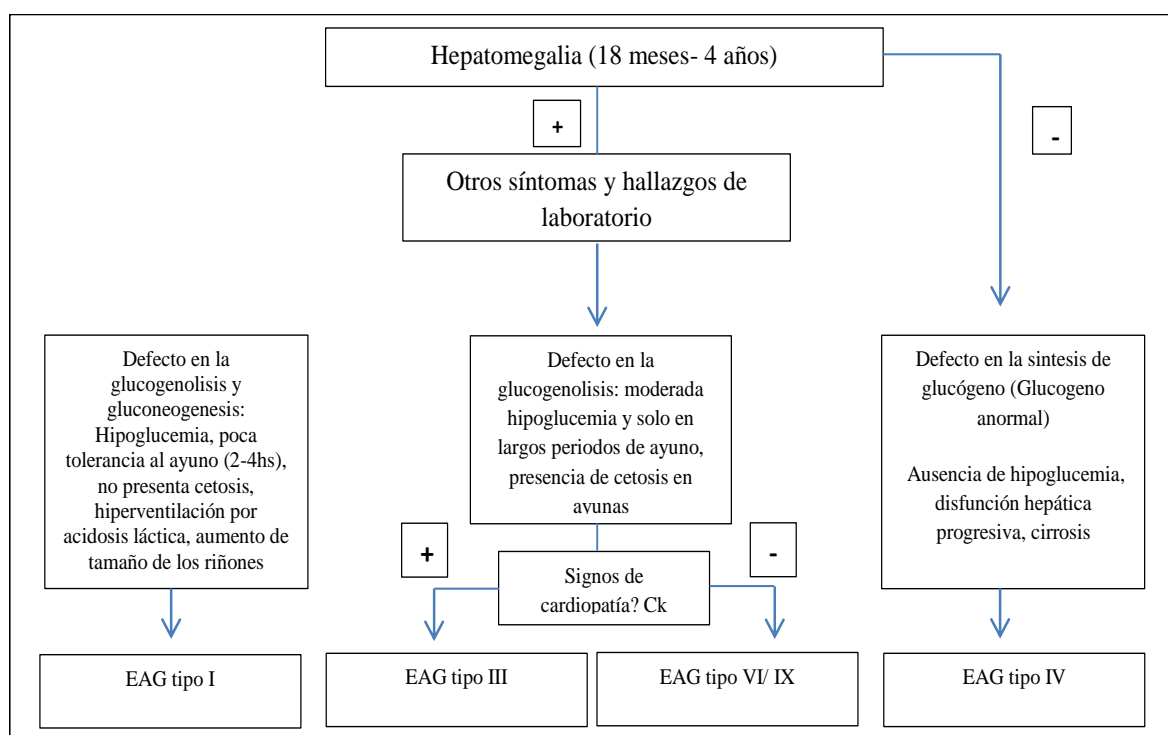 Hepatomegalia (18 meses- 4 años)
+
-
Otros síntomas y hallazgos de
laboratorio
Defecto en la
glucogenolisis y
gluconeogenesis:
Hipoglucemia, poca
tolerancia al ayuno (2-4hs),
no presenta cetosis,
hiperventilación por
acidosis láctica, aumento de
tamaño de los riñones
Defecto en la
glucogenolisis: moderada
hipoglucemia y solo en
largos periodos de ayuno,
presencia de cetosis en
ayunas
Defecto en la sintesis de
glucógeno (Glucogeno
anormal)
Ausencia de hipoglucemia,
disfunción hepática
progresiva, cirrosis
+
-
Signos de
cardiopatía? Ck
EAG tipo I
EAG tipo III
EAG tipo VI/ IX
EAG tipo IV